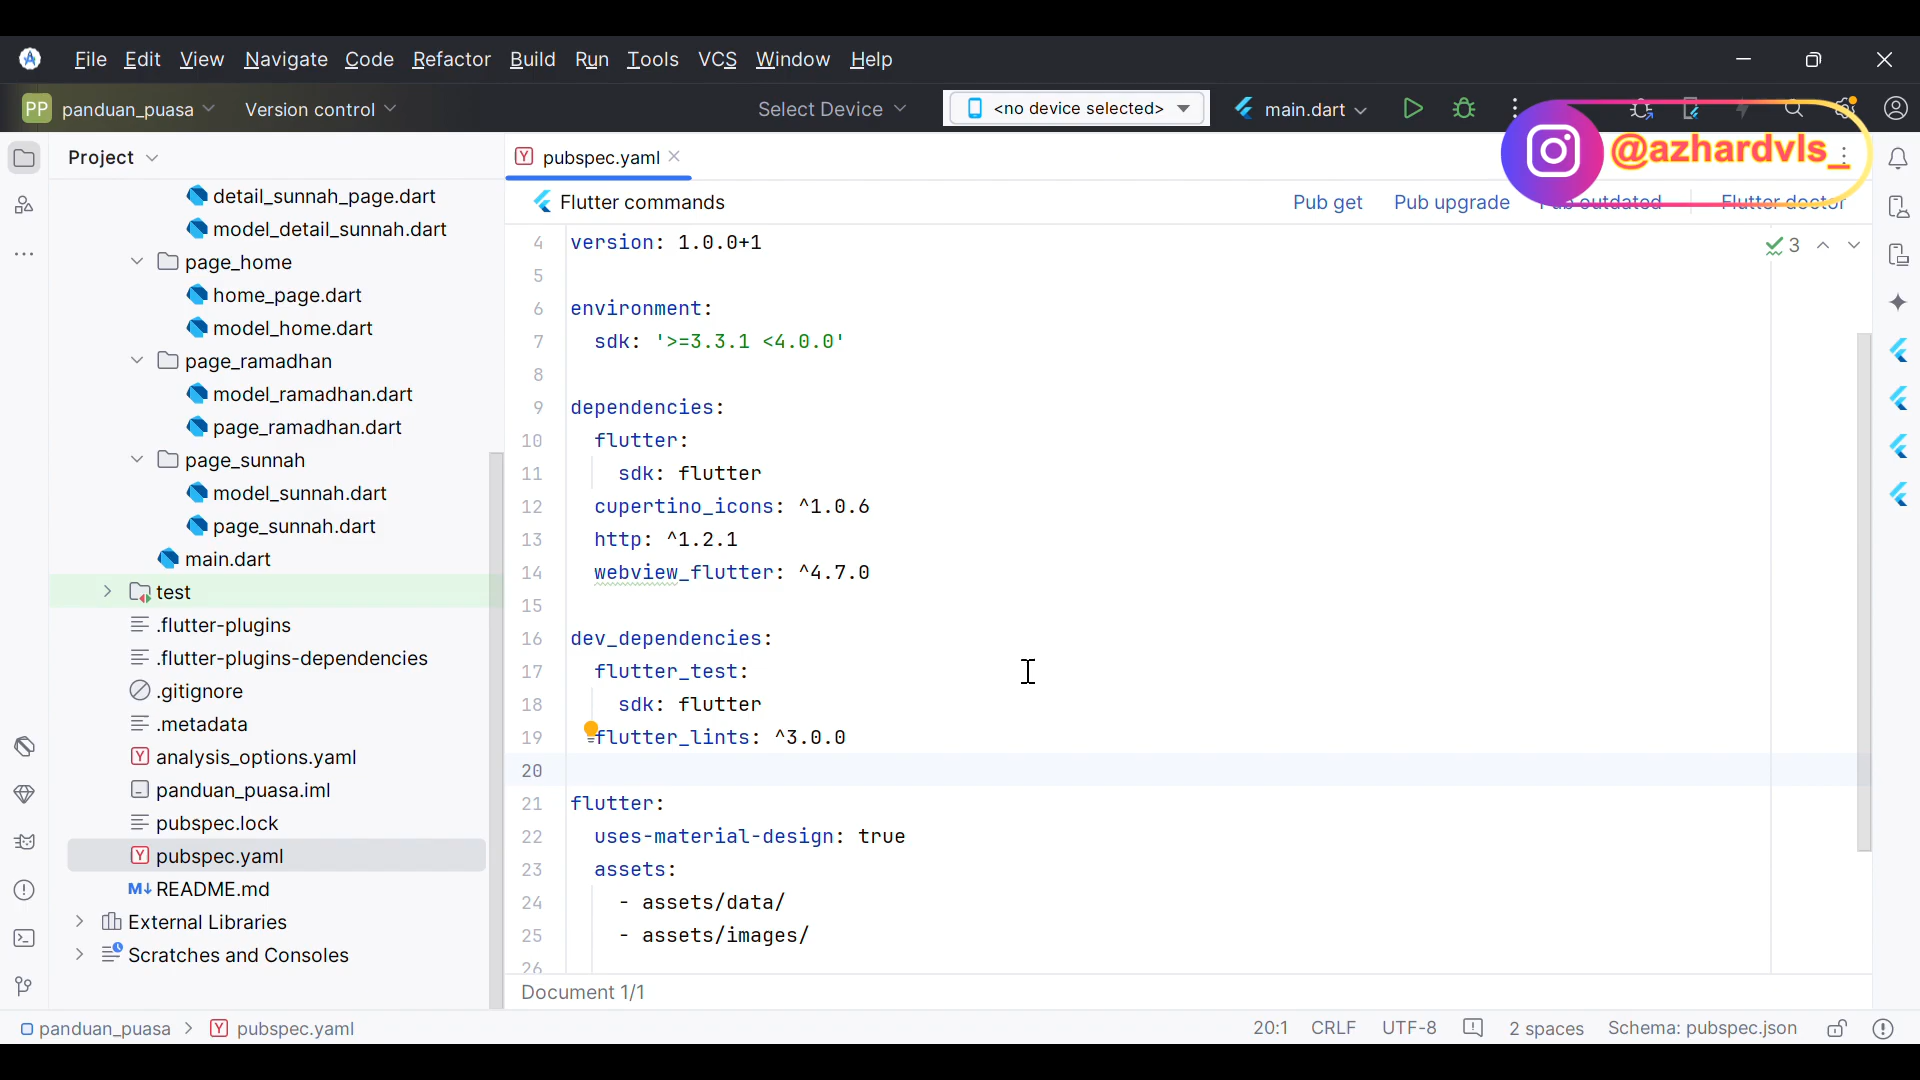 File Edit View Navigate Code Refactor Build Run Tools VCS Window Help
PP panduan_puasa Version control Select Device <no device selected> main.dart
@azhardvls_
Project
pubspec.yaml
detail_sunnah_page.dart
model_detail_sunnah.dart
page_home
home_page.dart
model_home.dart
page_ramadhan
model_ramadhan.dart
page_ramadhan.dart
page_sunnah
model_sunnah.dart
page_sunnah.dart
main.dart
test
.flutter-plugins
.flutter-plugins-dependencies
.gitignore
.metadata
analysis_options.yaml
panduan_puasa.iml
pubspec.lock
pubspec.yaml
README.md
External Libraries
Scratches and Consoles
Flutter commands Pub get Pub upgrade Pub outdated Flutter doctor
3
4 version: 1.0.0+1
5
6 environment:
7 sdk: '>=3.3.1 <4.0.0'
8
9 dependencies:
10 flutter:
11 sdk: flutter
12 cupertino_icons: ^1.0.6
13 http: ^1.2.1
14 webview_flutter: ^4.7.0
15
16 dev_dependencies:
17 flutter_test:
18 sdk: flutter
19 flutter_lints: ^3.0.0
20
21 flutter:
22 uses-material-design: true
23 assets:
24 - assets/data/
25 - assets/images/
26
Document 1/1
panduan_puasa > pubspec.yaml 20:1 CRLF UTF-8 2 spaces Schema: pubspec.json